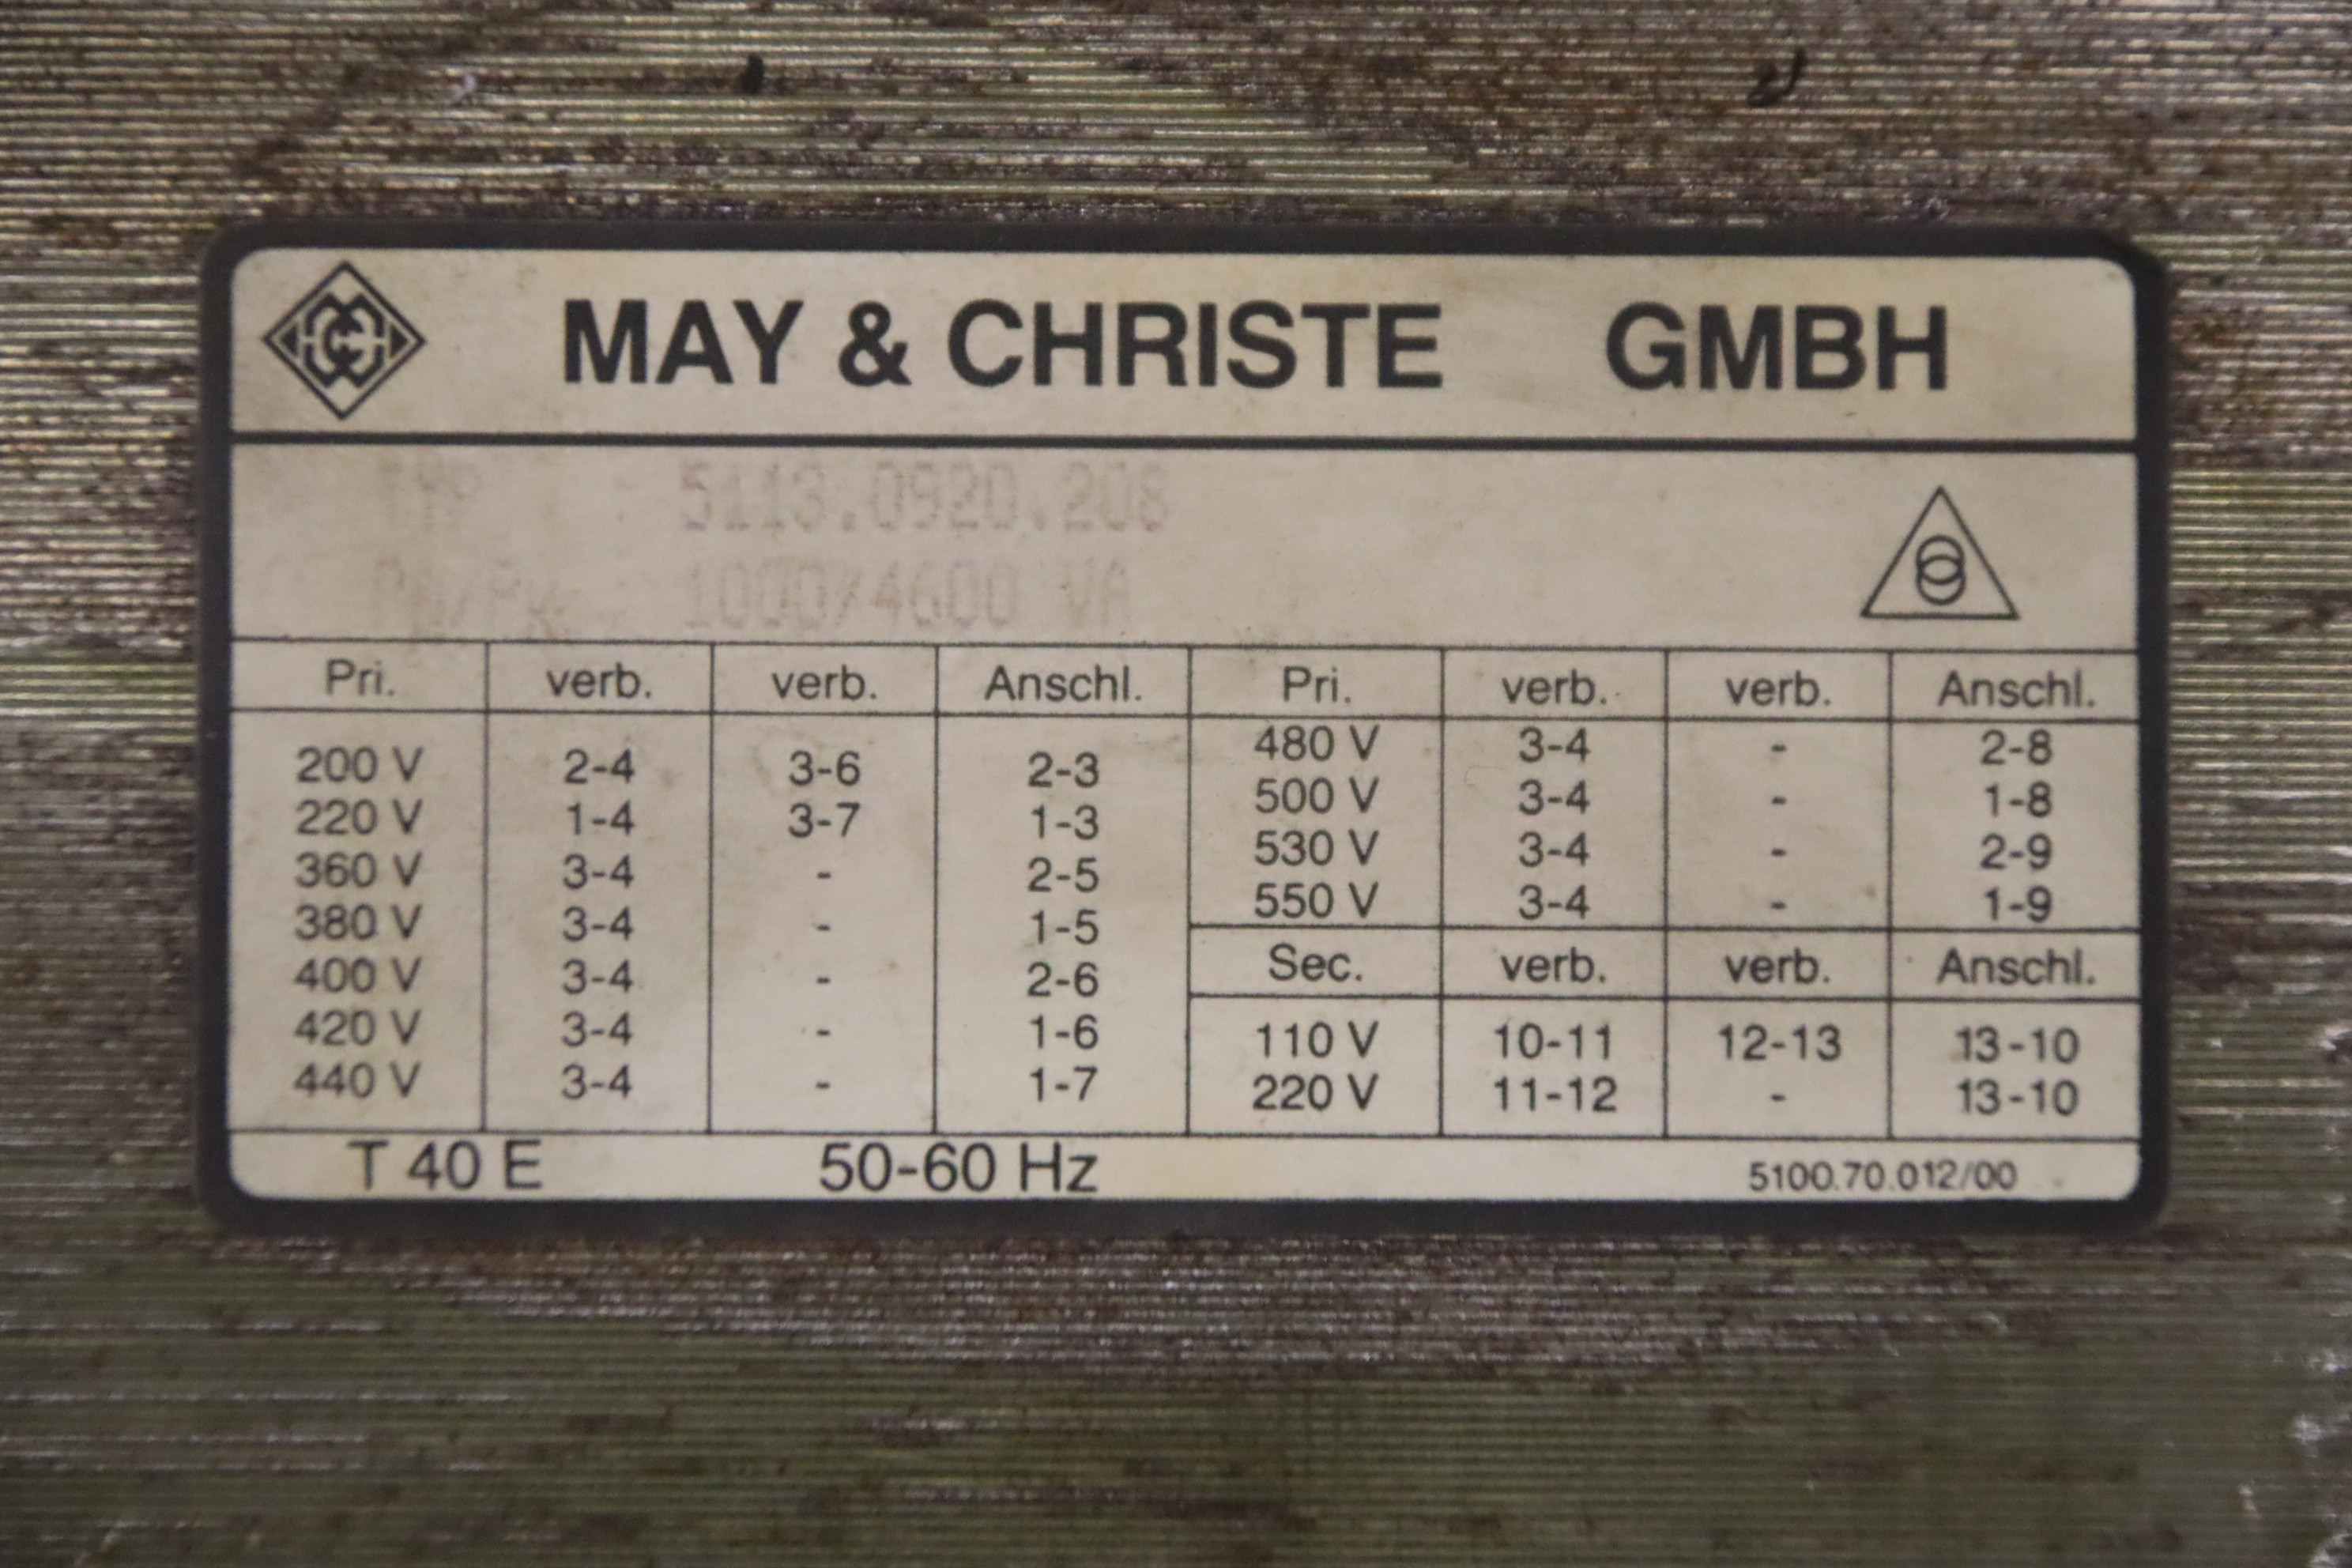 MAY & CHRISTE GMBH
TYP : 5113.0920.208
1000/4600 VA
Pri. verb. verb. Anschl.
200 V 2-4 3-6 2-3
220 V 1-4 3-7 1-3
360 V 3-4 - 2-5
380 V 3-4 - 1-5
400 V 3-4 - 2-6
420 V 3-4 - 1-6
440 V 3-4 - 1-7
Pri. verb. verb. Anschl.
480 V 3-4 - 2-8
500 V 3-4 - 1-8
530 V 3-4 - 2-9
550 V 3-4 - 1-9
Sec. verb. verb. Anschl.
110 V 10-11 12-13 13-10
220 V 11-12 - 13-10
T 40 E 50-60 Hz 5100.70.012/00